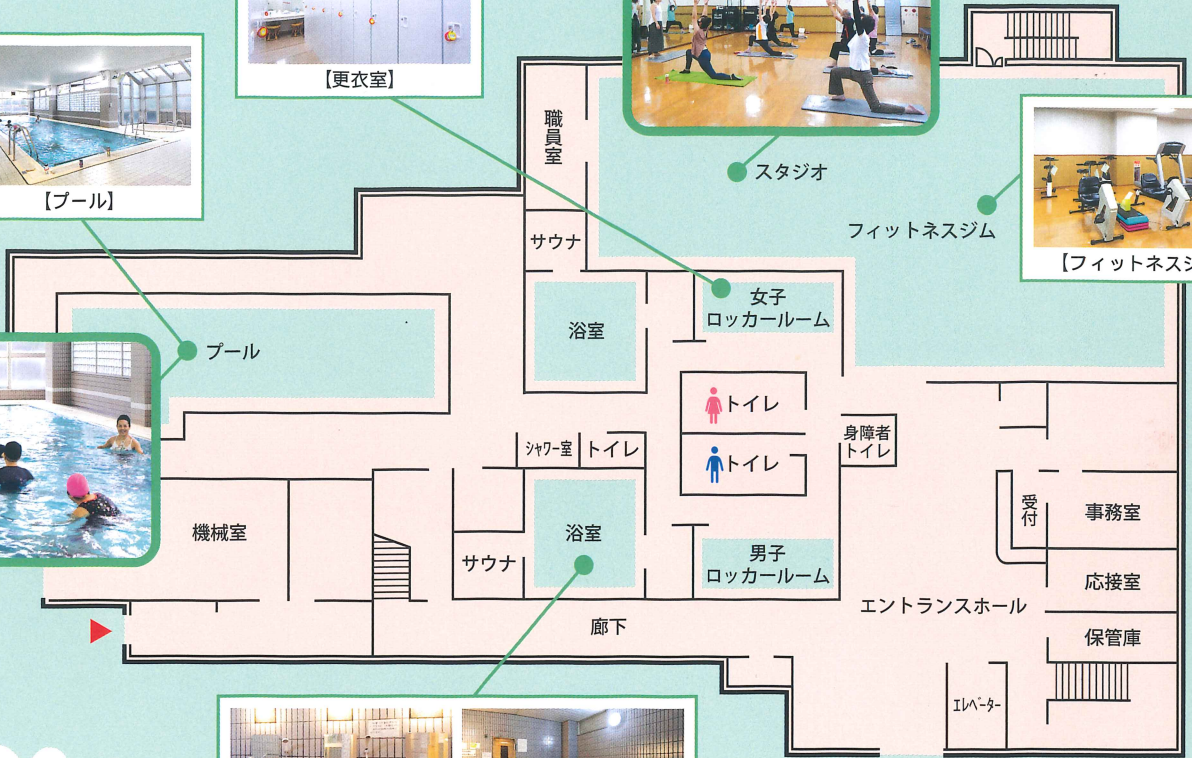 【更衣室】
【プール】
職員室
スタジオ
フィットネスジム
【フィットネスジ
サウナ
浴室
女子
ロッカールーム
プール
トイレ
トイレ
身障者
トイレ
シャワー室
トイレ
機械室
浴室
サウナ
男子
ロッカールーム
受付
事務室
応接室
保管庫
エントランスホール
廊下
エレベーター